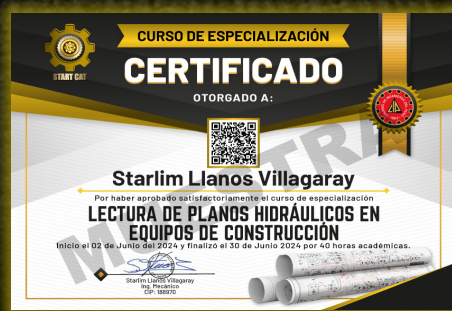 CURSO DE ESPECIALIZACIÓN
START CAT
CERTIFICADO
OTORGADO A:
MUESTRA
Starlim Llanos Villagaray
Por haber aprobado satisfactoriamente el curso de especialización
LECTURA DE PLANOS HIDRÁULICOS EN
EQUIPOS DE CONSTRUCCIÓN
Inicio el 02 de Junio del 2024 y finalizó el 30 de Junio 2024 por 40 horas académicas.
Starlim Llanos Villagaray
Ing. Mecánico
CIP: 188970